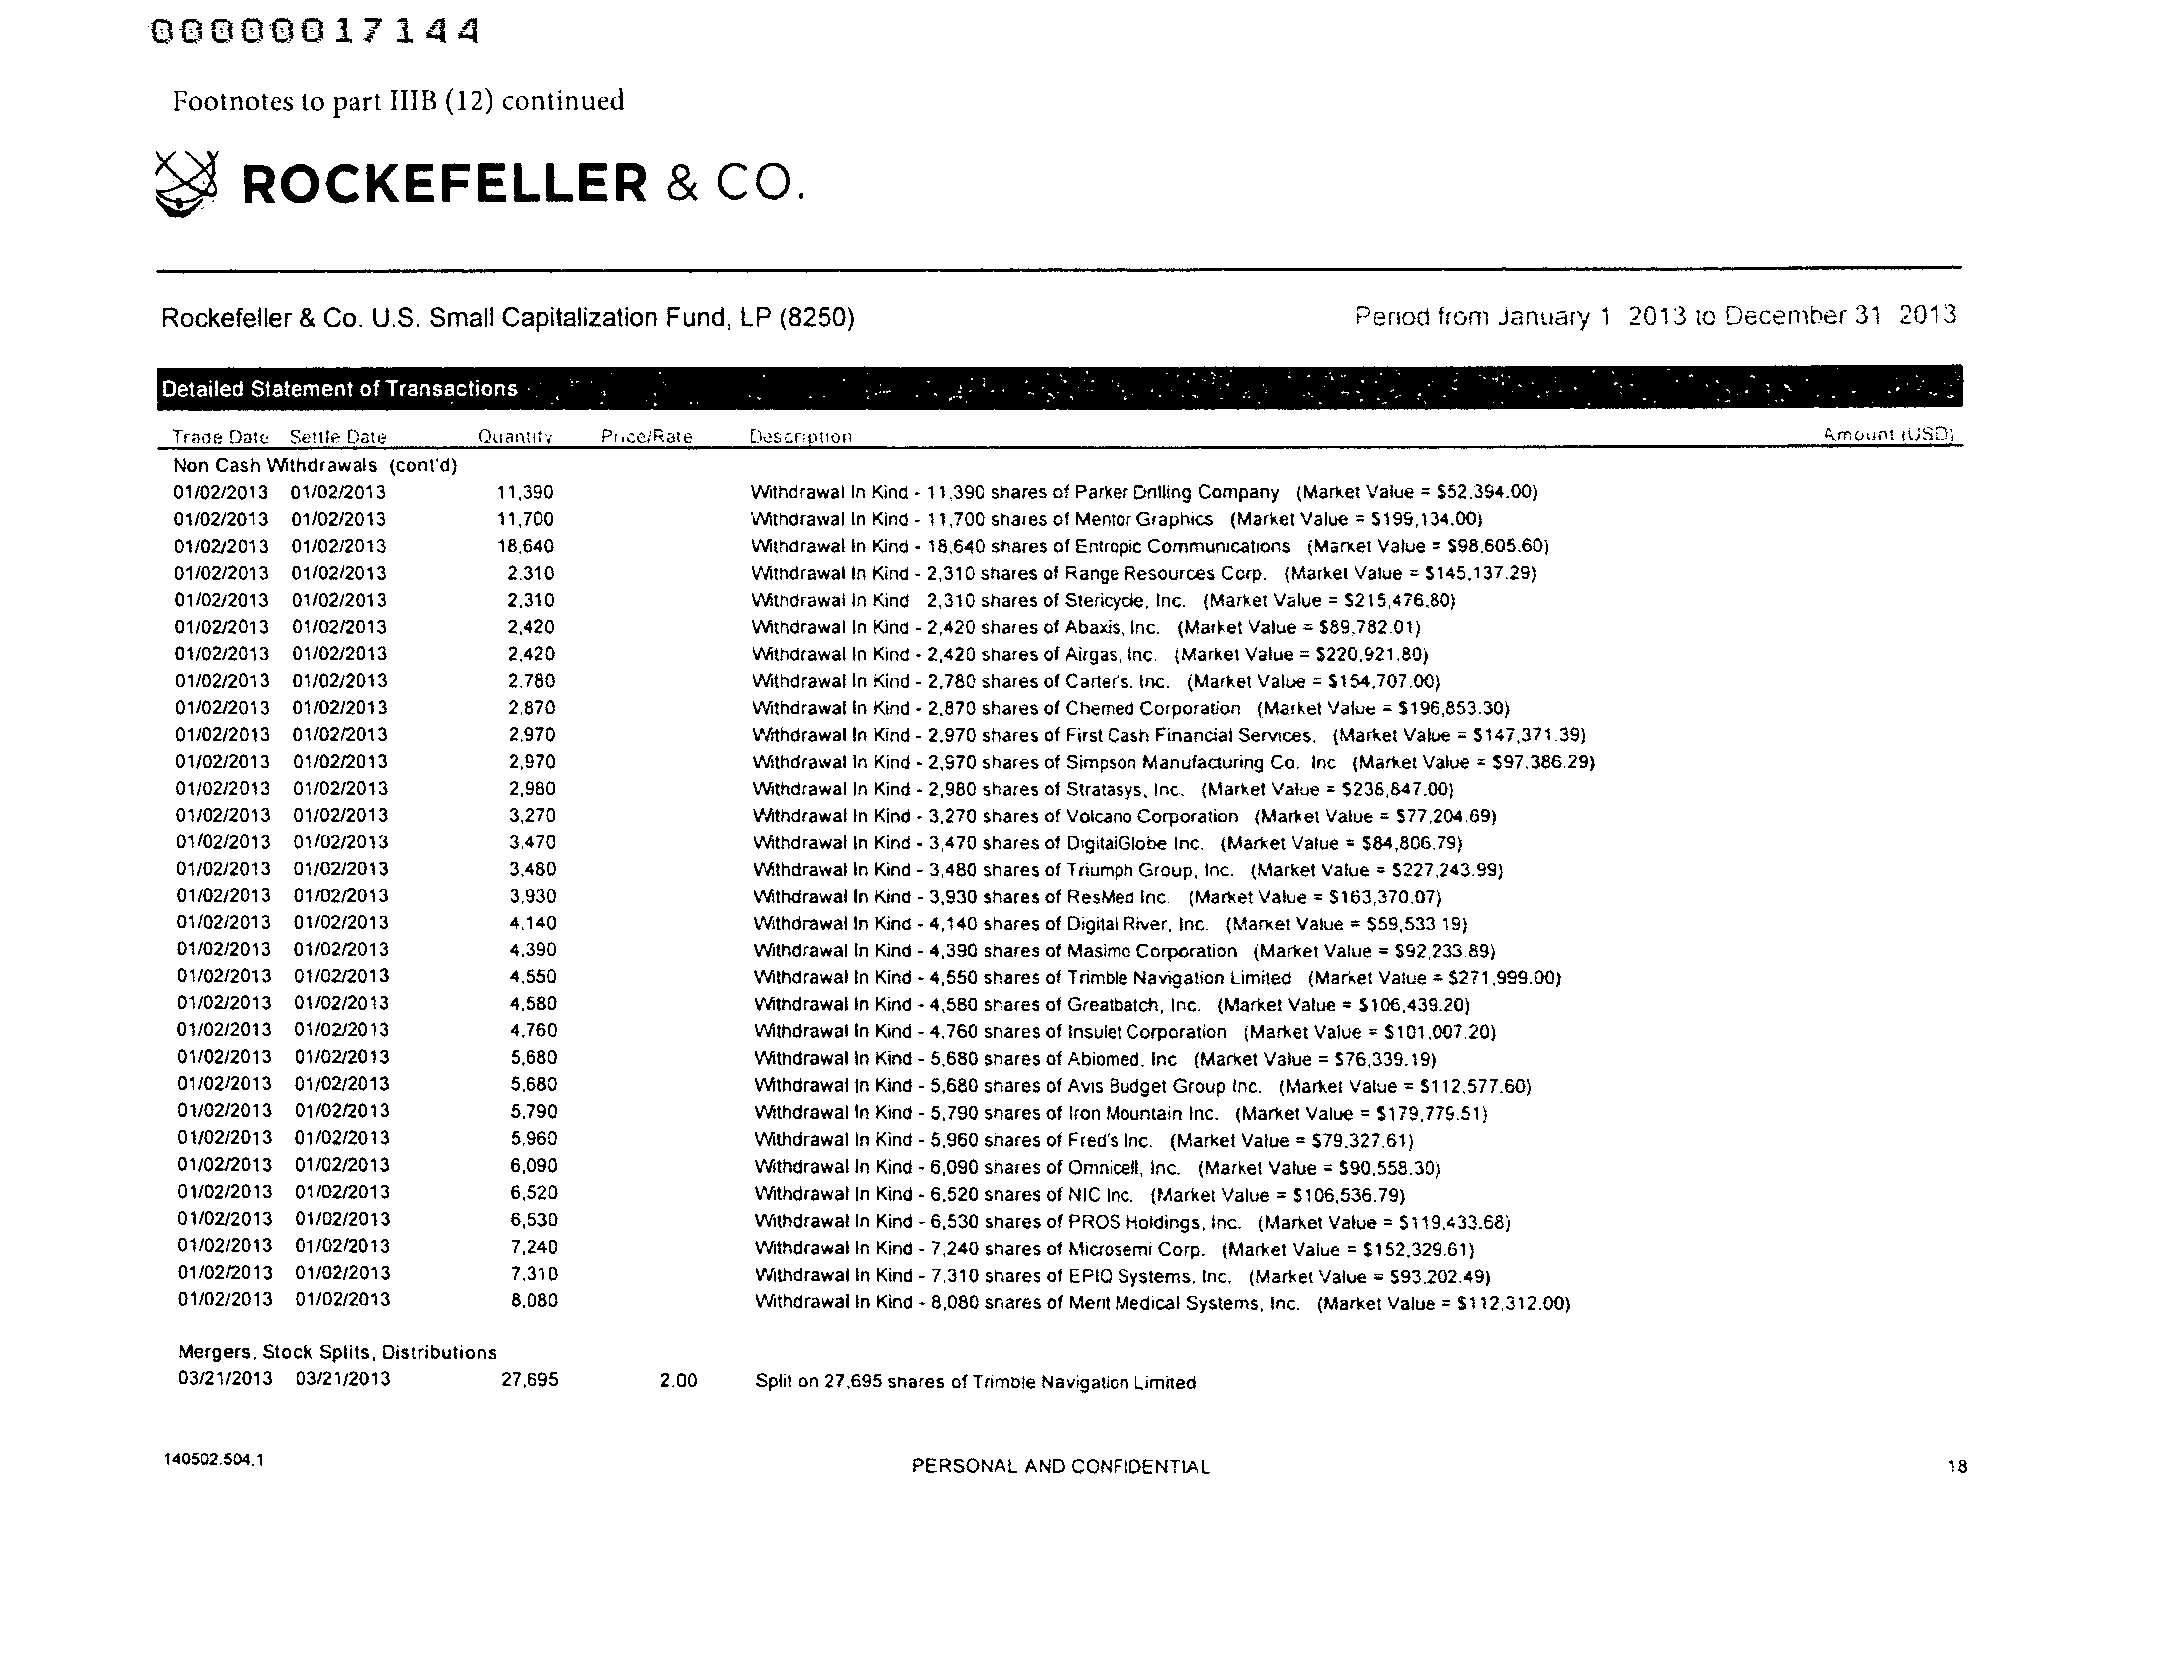 00000017144
Footnotes to part IIIB (12) continued
ROCKEFELLER & CO.
Rockefeller & Co. U.S. Small Capitalization Fund, LP (8250) Period from January 1 2013 to December 31 2013
Detailed Statement of Transactions
Trade Date Settle Date Quantity Price/Rate Description Amount (USD)
Non Cash Withdrawals (cont'd)
01/02/2013 01/02/2013 11,390 Withdrawal In Kind - 11,390 shares of Parker Drilling Company (Market Value = $52,394.00)
01/02/2013 01/02/2013 11,700 Withdrawal In Kind - 11,700 shares of Mentor Graphics (Market Value = $199,134.00)
01/02/2013 01/02/2013 18,640 Withdrawal In Kind - 18,640 shares of Entropic Communications (Market Value = $98,605.60)
01/02/2013 01/02/2013 2,310 Withdrawal In Kind - 2,310 shares of Range Resources Corp. (Market Value = $145,137.29)
01/02/2013 01/02/2013 2,310 Withdrawal In Kind 2,310 shares of Stericycle, Inc. (Market Value = $215,476.80)
01/02/2013 01/02/2013 2,420 Withdrawal In Kind - 2,420 shares of Abaxis, Inc. (Market Value = $89,782.01)
01/02/2013 01/02/2013 2,420 Withdrawal In Kind - 2,420 shares of Airgas, Inc. (Market Value = $220,921.80)
01/02/2013 01/02/2013 2,780 Withdrawal In Kind - 2,780 shares of Carter's, Inc. (Market Value = $154,707.00)
01/02/2013 01/02/2013 2,870 Withdrawal In Kind - 2,870 shares of Chemed Corporation (Market Value = $196,853.30)
01/02/2013 01/02/2013 2,970 Withdrawal In Kind - 2,970 shares of First Cash Financial Services, (Market Value = $147,371.39)
01/02/2013 01/02/2013 2,970 Withdrawal In Kind - 2,970 shares of Simpson Manufacturing Co. Inc (Market Value = $97,386.29)
01/02/2013 01/02/2013 2,980 Withdrawal In Kind - 2,980 shares of Stratasys, Inc. (Market Value = $238,847.00)
01/02/2013 01/02/2013 3,270 Withdrawal In Kind - 3,270 shares of Volcano Corporation (Market Value = $77,204.69)
01/02/2013 01/02/2013 3,470 Withdrawal In Kind - 3,470 shares of DigitalGlobe Inc. (Market Value = $84,806.79)
01/02/2013 01/02/2013 3,480 Withdrawal In Kind - 3,480 shares of Triumph Group, Inc. (Market Value = $227,243.99)
01/02/2013 01/02/2013 3,930 Withdrawal In Kind - 3,930 shares of ResMed Inc. (Market Value = $163,370.07)
01/02/2013 01/02/2013 4,140 Withdrawal In Kind - 4,140 shares of Digital River, Inc. (Market Value = $59,533 19)
01/02/2013 01/02/2013 4,390 Withdrawal In Kind - 4,390 shares of Masimo Corporation (Market Value = $92,233.89)
01/02/2013 01/02/2013 4,550 Withdrawal In Kind - 4,550 shares of Trimble Navigation Limited (Market Value = $271,999.00)
01/02/2013 01/02/2013 4,580 Withdrawal In Kind - 4,580 shares of Greatbatch, Inc. (Market Value = $106,439.20)
01/02/2013 01/02/2013 4,760 Withdrawal In Kind - 4,760 shares of Insulet Corporation (Market Value = $101,007.20)
01/02/2013 01/02/2013 5,680 Withdrawal In Kind - 5,680 shares of Abiomed, Inc (Market Value = $76,339.19)
01/02/2013 01/02/2013 5,680 Withdrawal In Kind - 5,680 shares of Avis Budget Group Inc. (Market Value = $112,577.60)
01/02/2013 01/02/2013 5,790 Withdrawal In Kind - 5,790 shares of Iron Mountain Inc. (Market Value = $179,779.51)
01/02/2013 01/02/2013 5,960 Withdrawal In Kind - 5,960 shares of Fred's Inc. (Market Value = $79,327.61)
01/02/2013 01/02/2013 6,090 Withdrawal In Kind - 6,090 shares of Omnicell, Inc. (Market Value = $90,558.30)
01/02/2013 01/02/2013 6,520 Withdrawal In Kind - 6,520 shares of NIC Inc. (Market Value = $106,536.79)
01/02/2013 01/02/2013 6,530 Withdrawal In Kind - 6,530 shares of PROS Holdings, Inc. (Market Value = $119,433.68)
01/02/2013 01/02/2013 7,240 Withdrawal In Kind - 7,240 shares of Microsemi Corp. (Market Value = $152,329.61)
01/02/2013 01/02/2013 7,310 Withdrawal In Kind - 7,310 shares of EPIQ Systems, Inc. (Market Value = $93,202.49)
01/02/2013 01/02/2013 8,080 Withdrawal In Kind - 8,080 shares of Merit Medical Systems, Inc. (Market Value = $112,312.00)
Mergers, Stock Splits, Distributions
03/21/2013 03/21/2013 27,695 2.00 Split on 27,695 shares of Trimble Navigation Limited
140502.504.1 PERSONAL AND CONFIDENTIAL 18